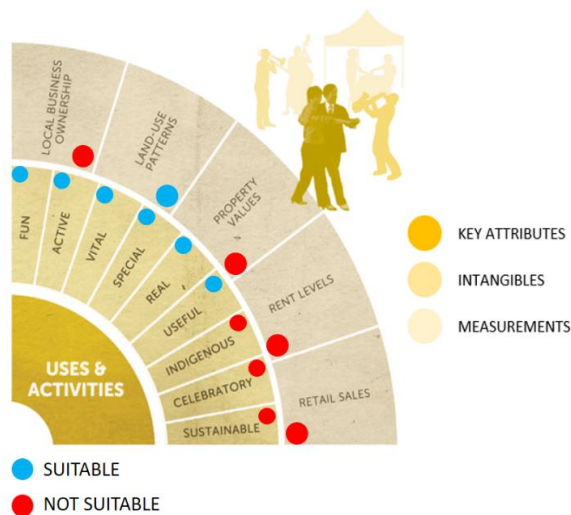 LOCAL BUSINESS
OWNERSHIP
LAND-USE
PATTERNS
PROPERTY
VALUES
RENT LEVELS
RETAIL SALES
FUN
ACTIVE
VITAL
SPECIAL
REAL
USEFUL
INDIGENOUS
CELEBRATORY
SUSTAINABLE
USES &
ACTIVITIES
KEY ATTRIBUTES
INTANGIBLES
MEASUREMENTS
SUITABLE
NOT SUITABLE